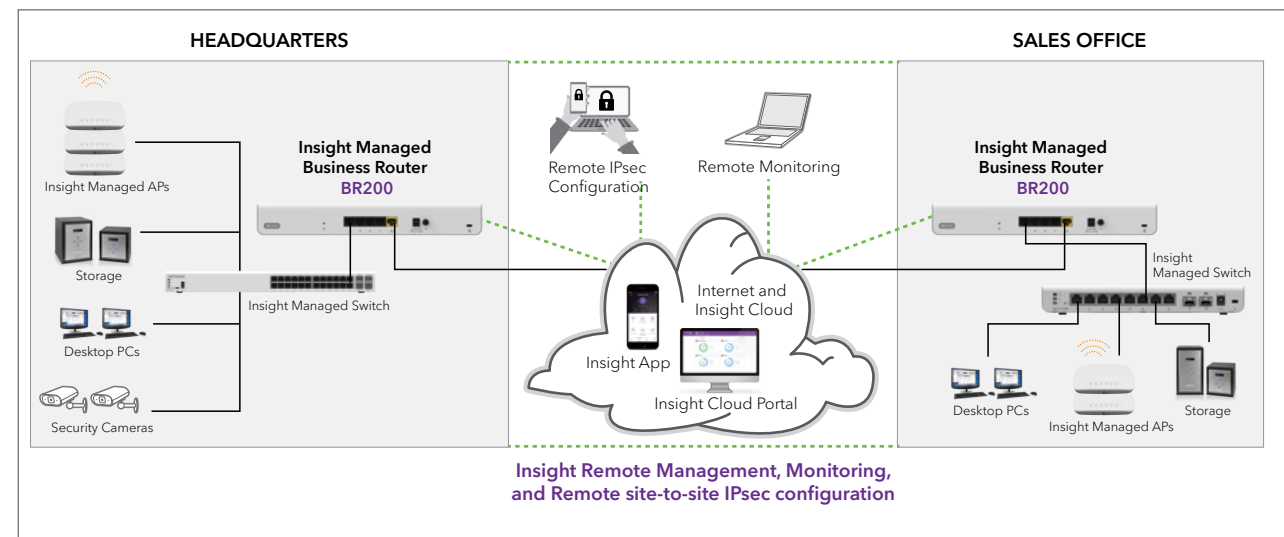 HEADQUARTERS
Insight Managed APs
Storage
Desktop PCs
Security Cameras
Insight Managed
Business Router
BR200
Insight Managed Switch
Remote IPsec
Configuration
Remote Monitoring
Internet and
Insight Cloud
Insight App
Insight Cloud Portal
SALES OFFICE
Insight Managed
Business Router
BR200
Insight
Managed Switch
Desktop PCs
Insight Managed APs
Storage
Insight Remote Management, Monitoring,
and Remote site-to-site IPsec configuration